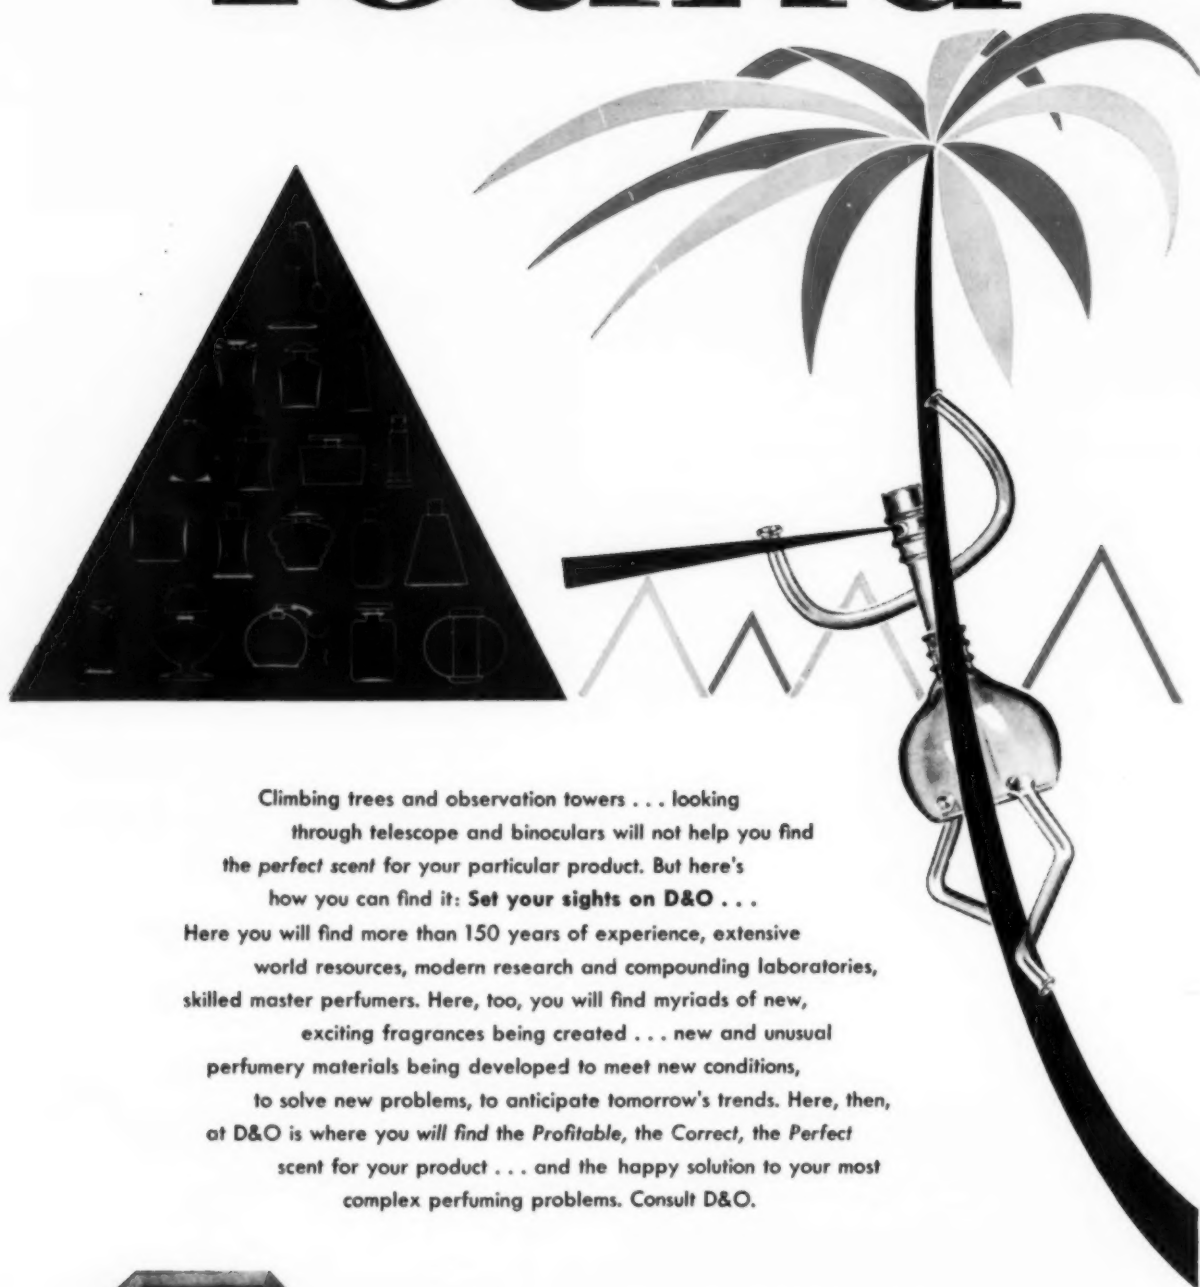 Climbing trees and observation towers . . . looking
through telescope and binoculars will not help you find
the perfect scent for your particular product. But here's
how you can find it: Set your sights on D&O . . .
Here you will find more than 150 years of experience, extensive
world resources, modern research and compounding laboratories,
skilled master perfumers. Here, too, you will find myriads of new,
exciting fragrances being created . . . new and unusual
perfumery materials being developed to meet new conditions,
to solve new problems, to anticipate tomorrow's trends. Here, then,
at D&O is where you will find the Profitable, the Correct, the Perfect
scent for your product . . . and the happy solution to your most
complex perfuming problems. Consult D&O.